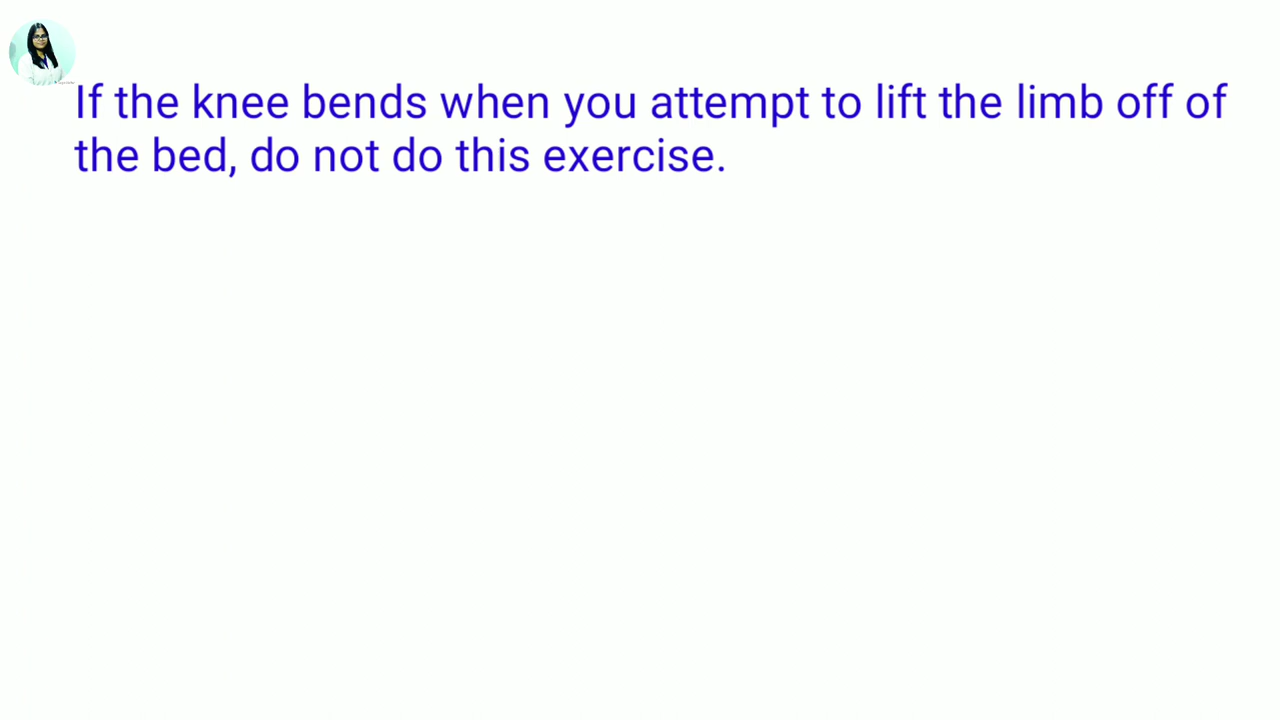 If the knee bends when you attempt to lift the limb off of
the bed, do not do this exercise.